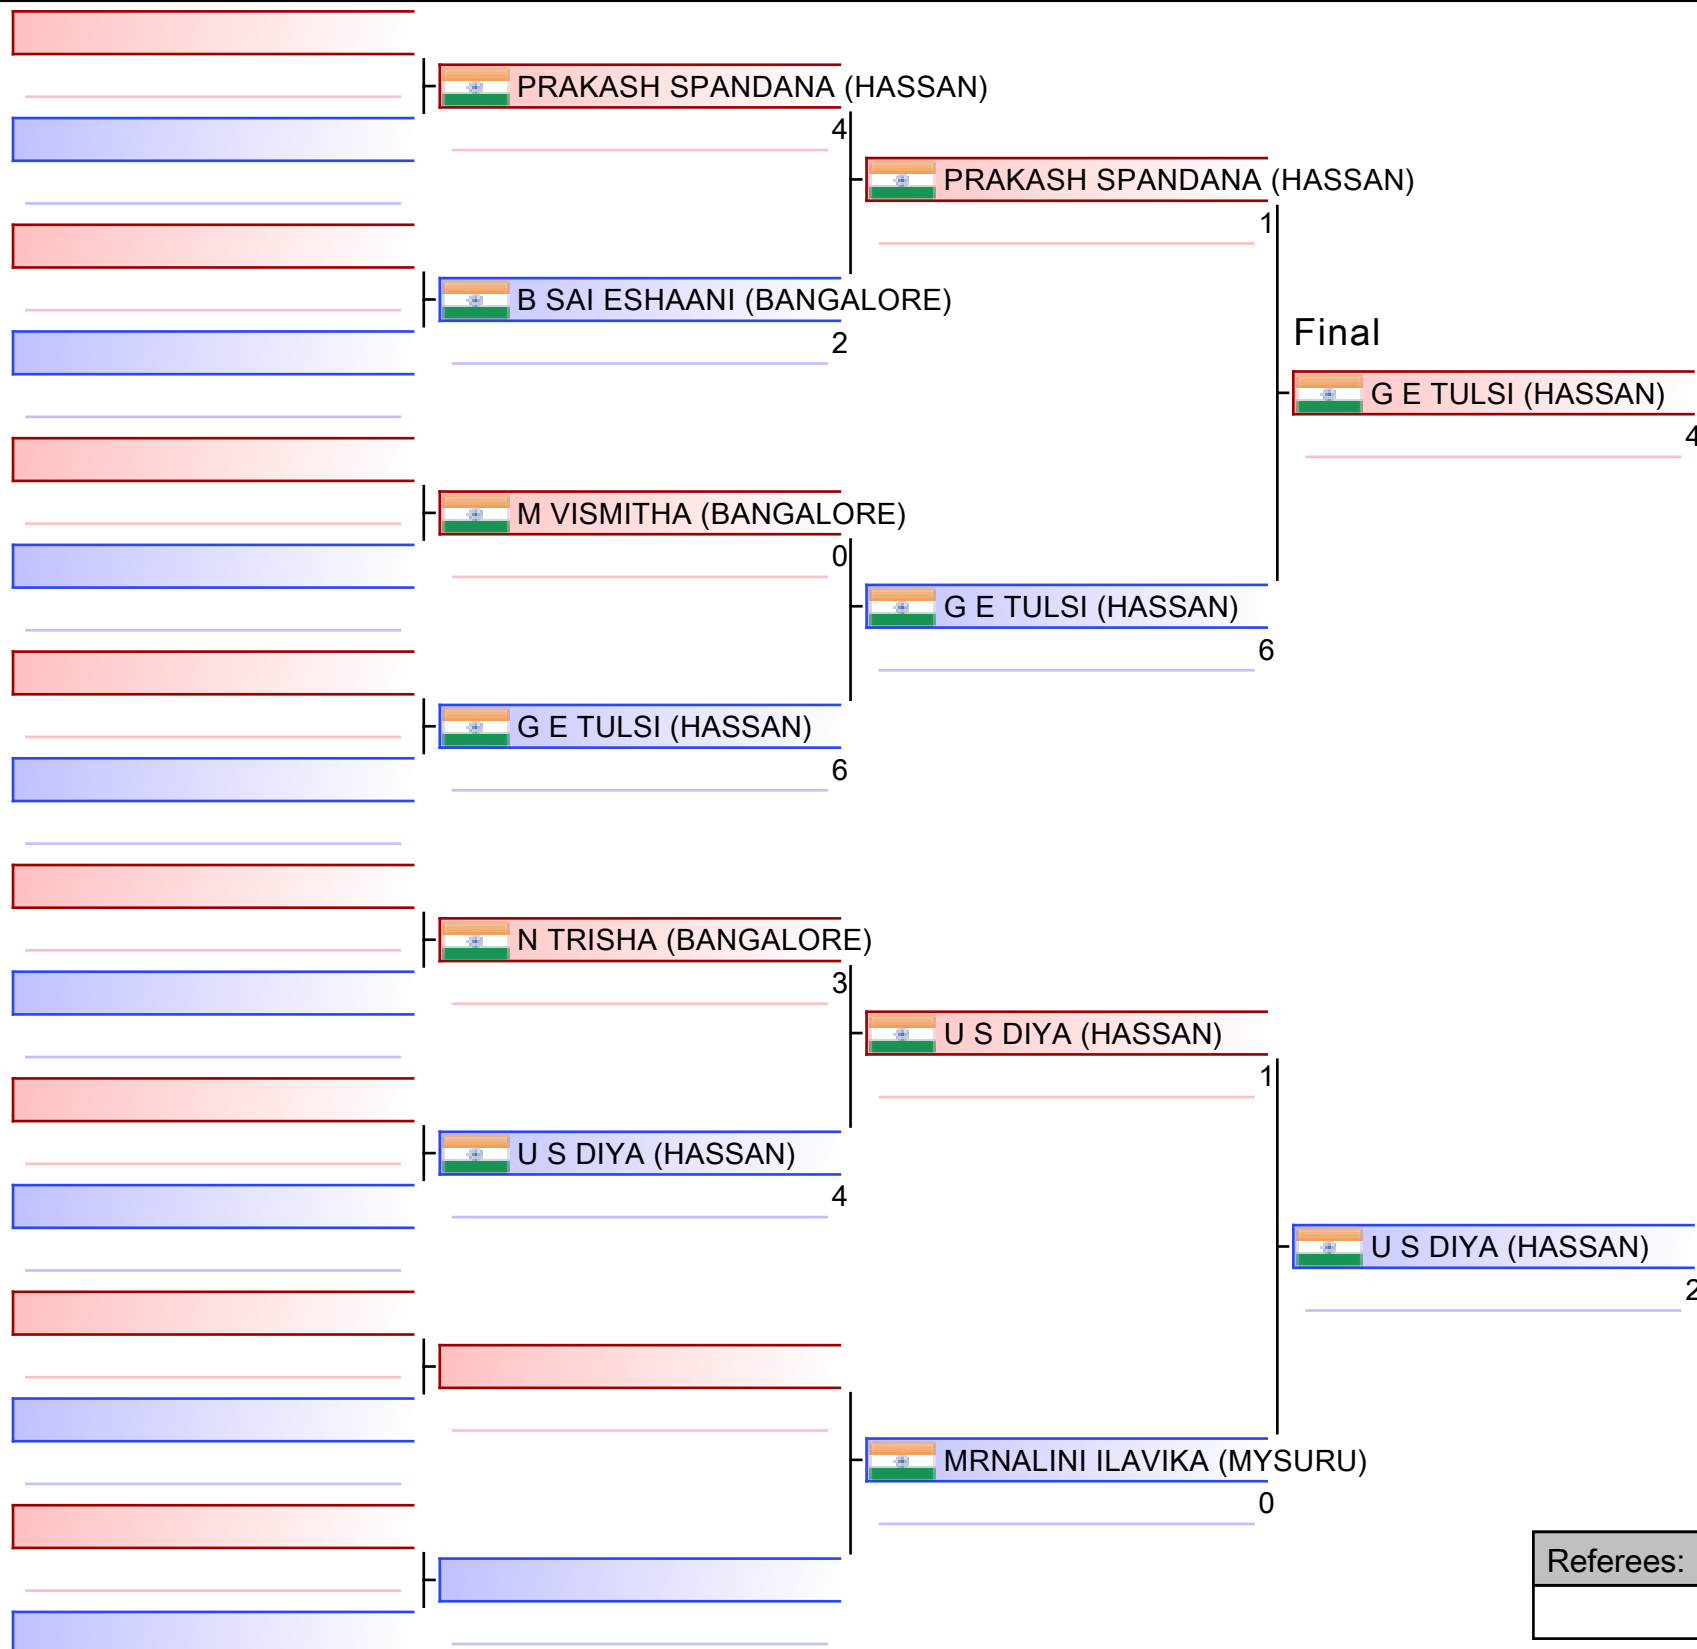 PRAKASH SPANDANA (HASSAN)
4
PRAKASH SPANDANA (HASSAN)
1
B SAI ESHAANI (BANGALORE)
2
Final
G E TULSI (HASSAN)
4
M VISMITHA (BANGALORE)
0
G E TULSI (HASSAN)
6
G E TULSI (HASSAN)
6
N TRISHA (BANGALORE)
3
U S DIYA (HASSAN)
1
U S DIYA (HASSAN)
4
U S DIYA (HASSAN)
2
MRNALINI ILAVIKA (MYSURU)
0
Referees: